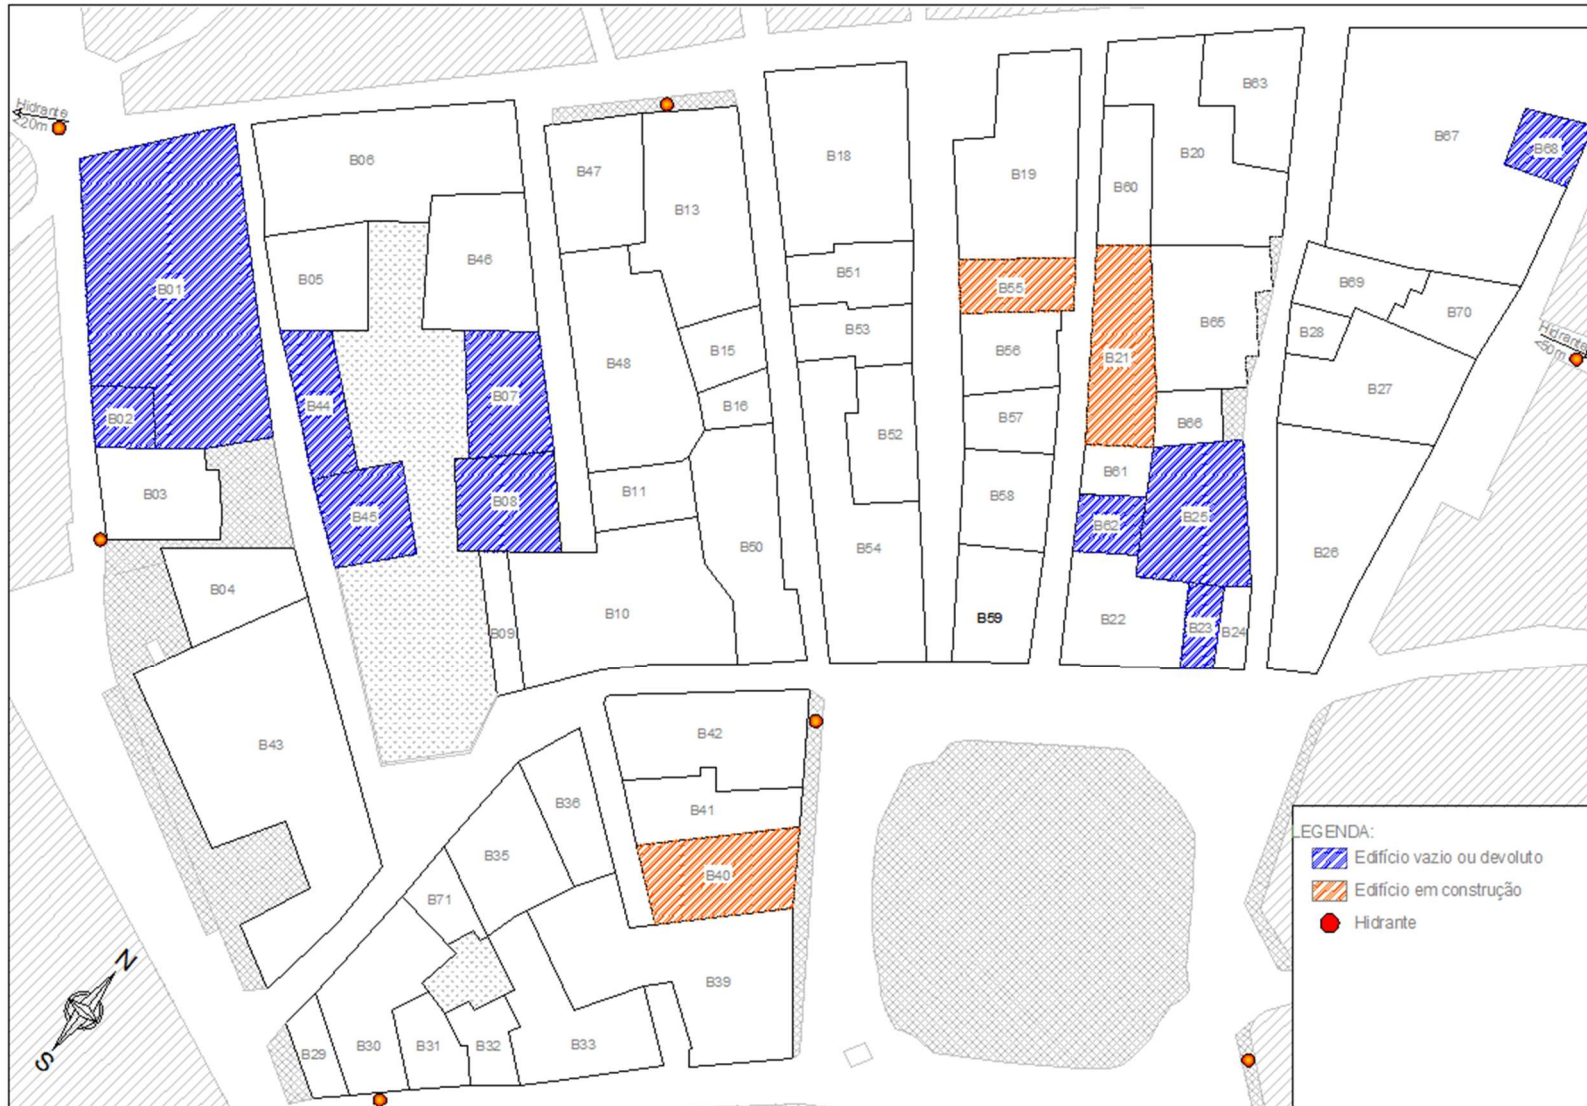 B63
Hidrante
<20m
B67
B68
B06
B18
B47
B19
B20
B60
B13
B05
B46
B51
B69
B01
B55
B70
B53
B65
B28
Hidrante
<50m
B15
B56
B21
B48
B27
B07
B44
B16
B57
B02
B66
B52
B61
B03
B11
B58
B08
B45
B62
B25
B50
B54
B26
B04
B10
B59
B22
B09
B23
B24
B42
B43
B36
B41
LEGENDA:
B35
Edifício vazio ou devoluto
B40
Edifício em construção
B71
Hidrante
N
B39
B29
B30
B31
B32
B33
S